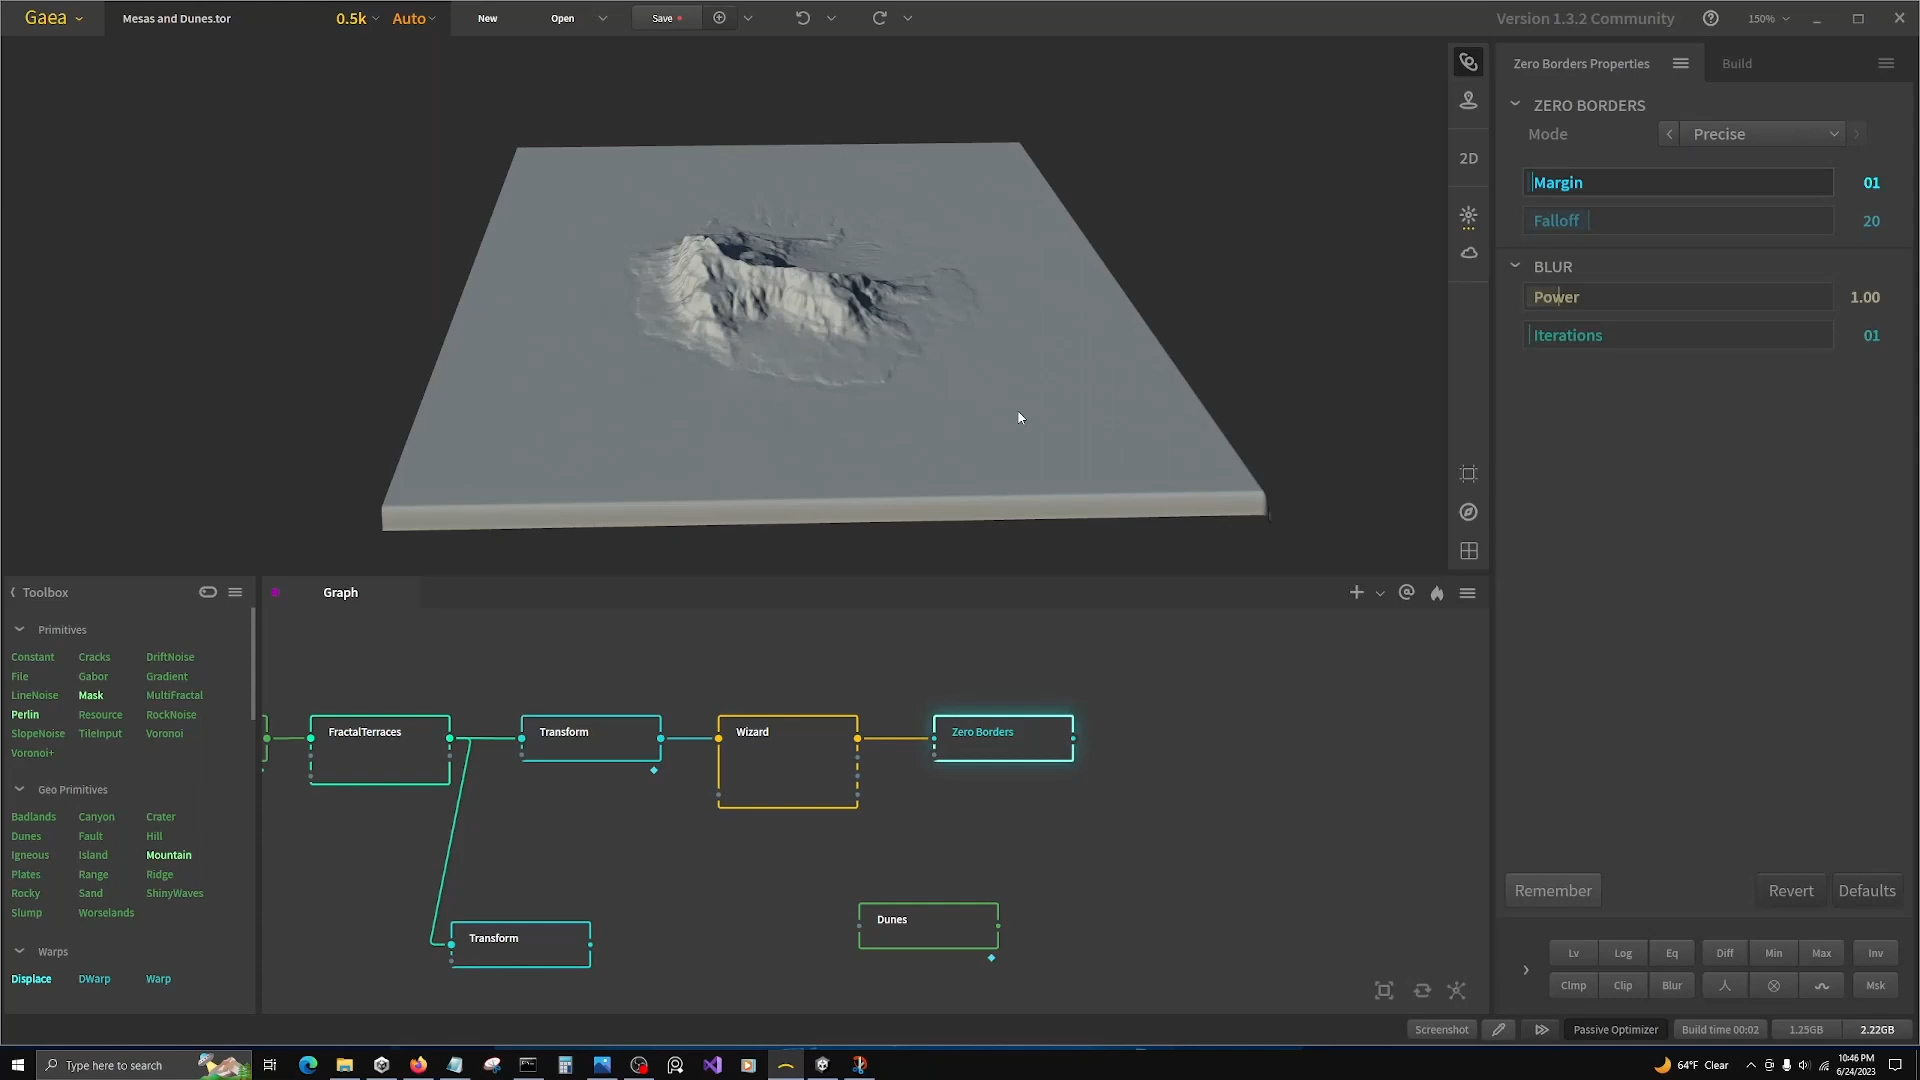 Gaea
Mesas and Dunes.tor
0.5k
Auto
New
Open
Save
Version 1.3.2 Community
150%
Zero Borders Properties
Build
ZERO BORDERS
Mode
Precise
Margin
01
Falloff
20
BLUR
Power
1.00
Iterations
01
2D
Toolbox
Graph
Primitives
Constant Cracks DriftNoise
File Gabor Gradient
LineNoise Mask MultiFractal
Perlin Resource RockNoise
SlopeNoise TileInput Voronoi
Voronoi+
Geo Primitives
Badlands Canyon Crater
Dunes Fault Hill
Igneous Island Mountain
Plates Range Ridge
Rocky Sand ShinyWaves
Slump Worselands
Warps
Displace DWarp Warp
FractalTerraces
Transform
Wizard
Zero Borders
Transform
Dunes
Remember
Revert
Defaults
Lv Log Eq Diff Min Max Inv
Clmp Clip Blur Msk
Screenshot
Passive Optimizer
Build time 00:02
1.25GB
2.22GB
Type here to search
64°F Clear
10:46 PM
6/24/2023